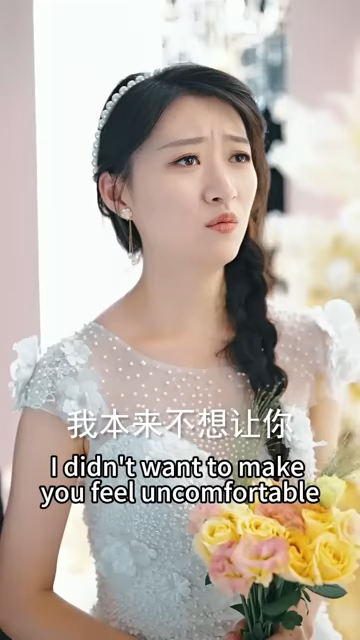 我本来不想让你
I didn't want to make
you feel uncomfortable